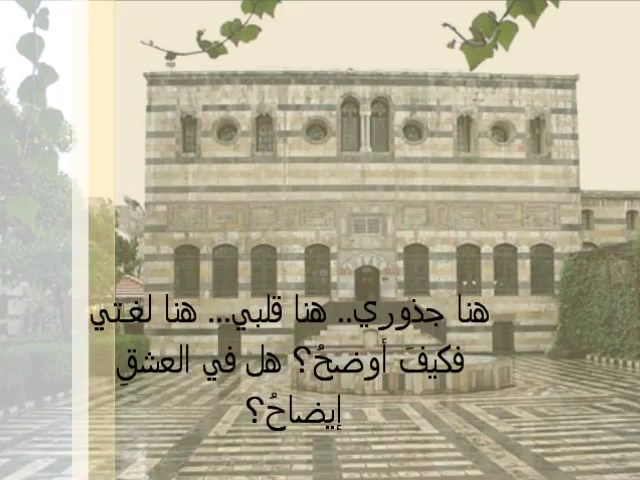 هنا جذوري.. هنا قلبي... هنا لغتي
فكيفَ أوضحُ؟ هل في العشقِ
إيضاحُ؟